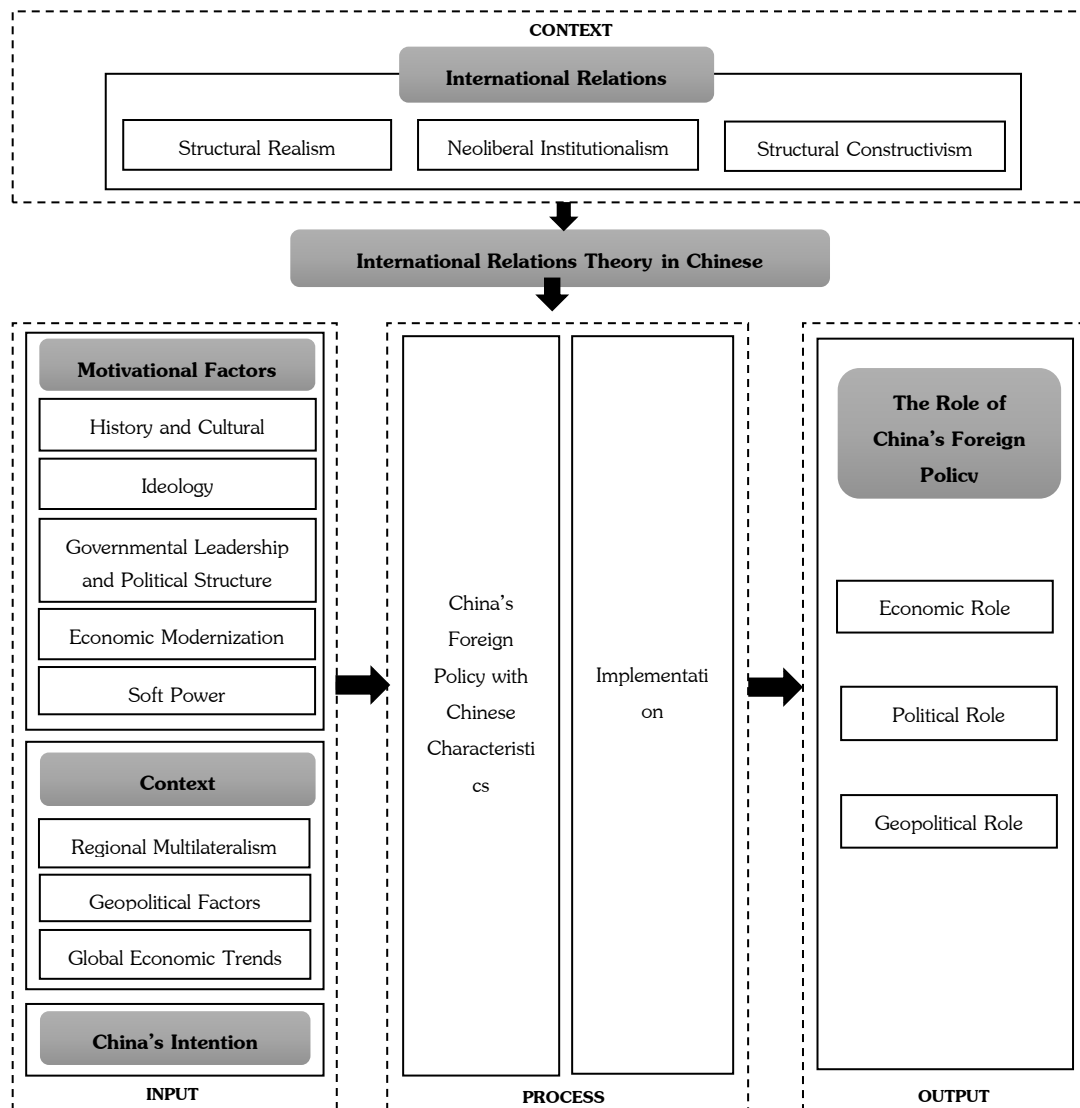 CONTEXT
International Relations
Structural Realism
Neoliberal Institutionalism
Structural Constructivism
International Relations Theory in Chinese
Motivational Factors
History and Cultural
Ideology
Governmental Leadership
and Political Structure
Economic Modernization
Soft Power
Context
Regional Multilateralism
Geopolitical Factors
Global Economic Trends
China's Intention
INPUT
China's
Foreign
Policy with
Chinese
Characteristi
cs
Implementati
on
PROCESS
The Role of
China's Foreign
Policy
Economic Role
Political Role
Geopolitical Role
OUTPUT